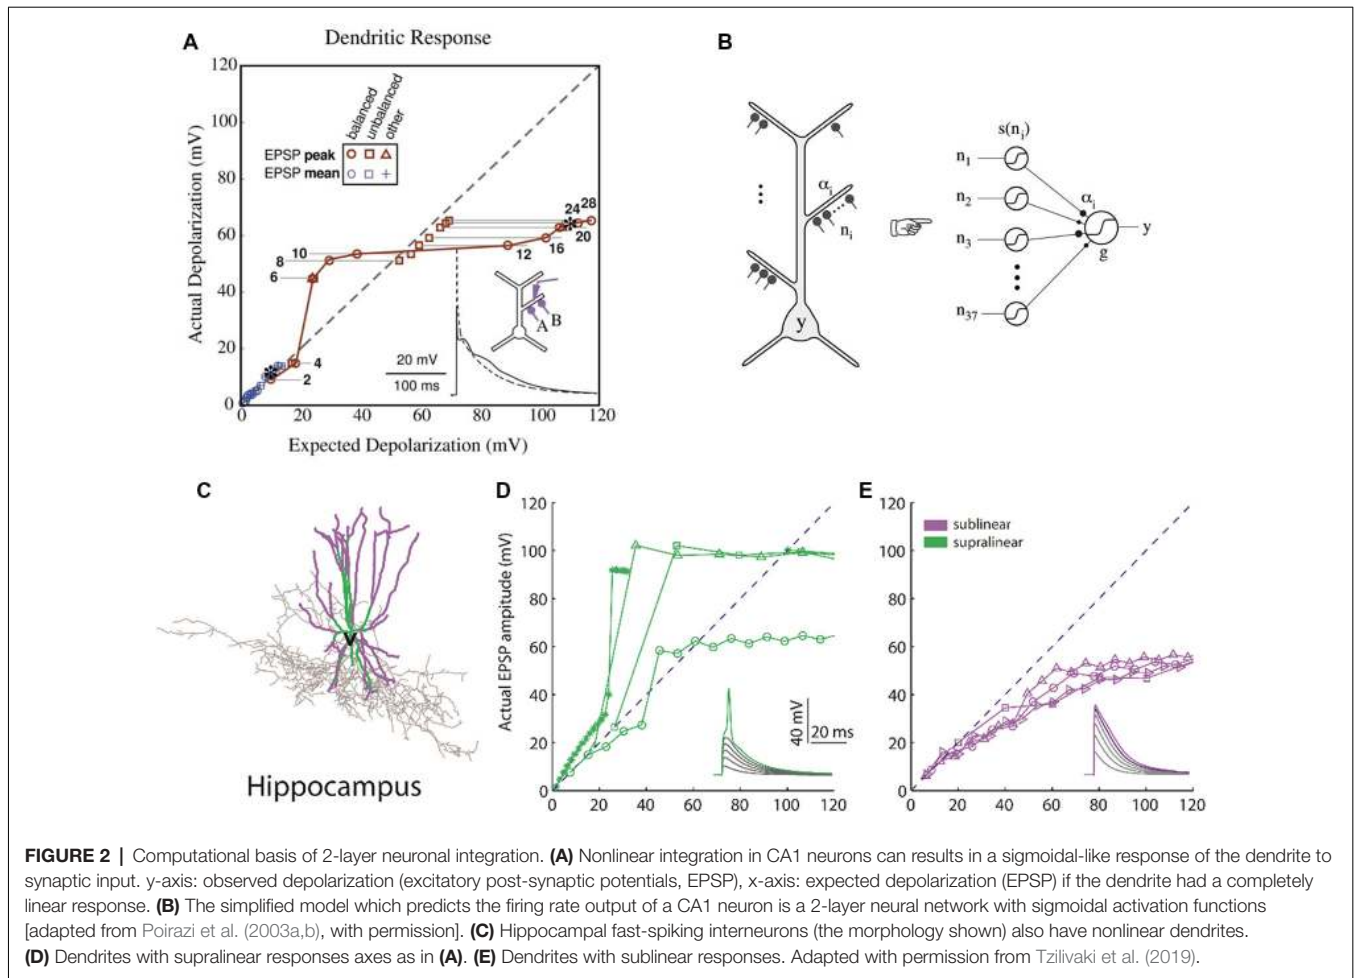 A
Dendritic Response
120
100
80
60
40
20
0
Actual Depolarization (mV)
balanced
unbalanced
other
EPSP peak
EPSP mean
10
8
6
4
2
12
16
20
24
28
A B
20 mV
100 ms
0 20 40 60 80 100 120
Expected Depolarization (mV)
B
αi
ni
y
s(ni)
n1
n2
n3
n37
αi
g
y
C
Hippocampus
D
120
100
80
60
40
20
0
Actual EPSP ampitude (mV)
40 mV
20 ms
0 20 40 60 80 100 120
E
sublinear
supralinear
120
100
80
60
40
20
0
0 20 40 60 80 100 120
FIGURE 2 | Computational basis of 2-layer neuronal integration. (A) Nonlinear integration in CA1 neurons can results in a sigmoidal-like response of the dendrite to
synaptic input. y-axis: observed depolarization (excitatory post-synaptic potentials, EPSP), x-axis: expected depolarization (EPSP) if the dendrite had a completely
linear response. (B) The simplified model which predicts the firing rate output of a CA1 neuron is a 2-layer neural network with sigmoidal activation functions
[adapted from Poirazi et al. (2003a,b), with permission]. (C) Hippocampal fast-spiking interneurons (the morphology shown) also have nonlinear dendrites.
(D) Dendrites with supralinear responses axes as in (A). (E) Dendrites with sublinear responses. Adapted with permission from Tzilivaki et al. (2019).